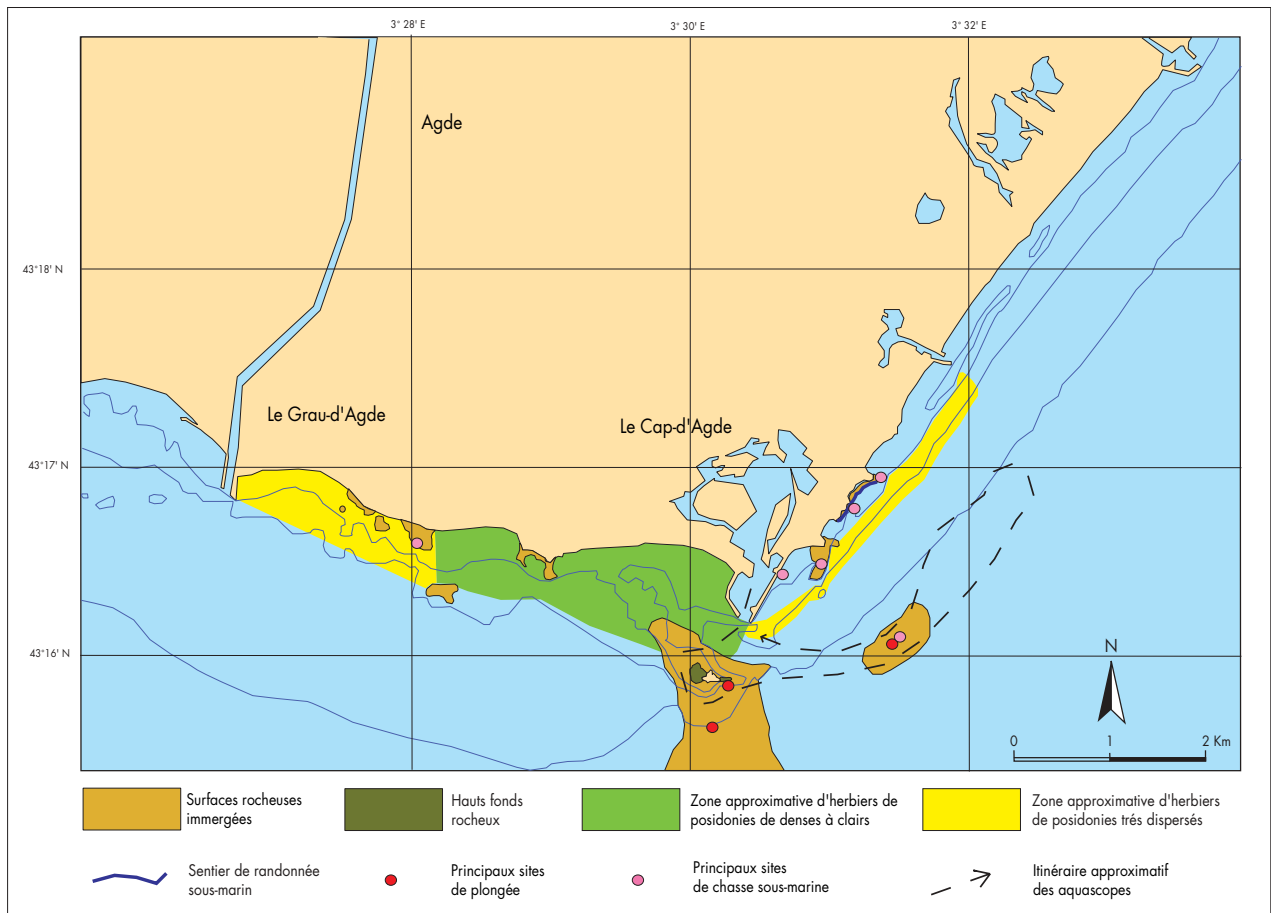 3° 28' E
3° 30' E
3° 32' E
Agde
43°18' N
Le Grau-d'Agde
Le Cap-d'Agde
43°17' N
43°16' N
N
0
1
2 Km
Surfaces rocheuses
immergées
Hauts fonds
rocheux
Zone approximative d'herbiers de
posidonies de denses à clairs
Zone approximative d'herbiers
de posidonies trés dispersés
Sentier de randonnée
sous-marin
Principaux sites
de plongée
Principaux sites
de chasse sous-marine
Itinéraire approximatif
des aquascopes